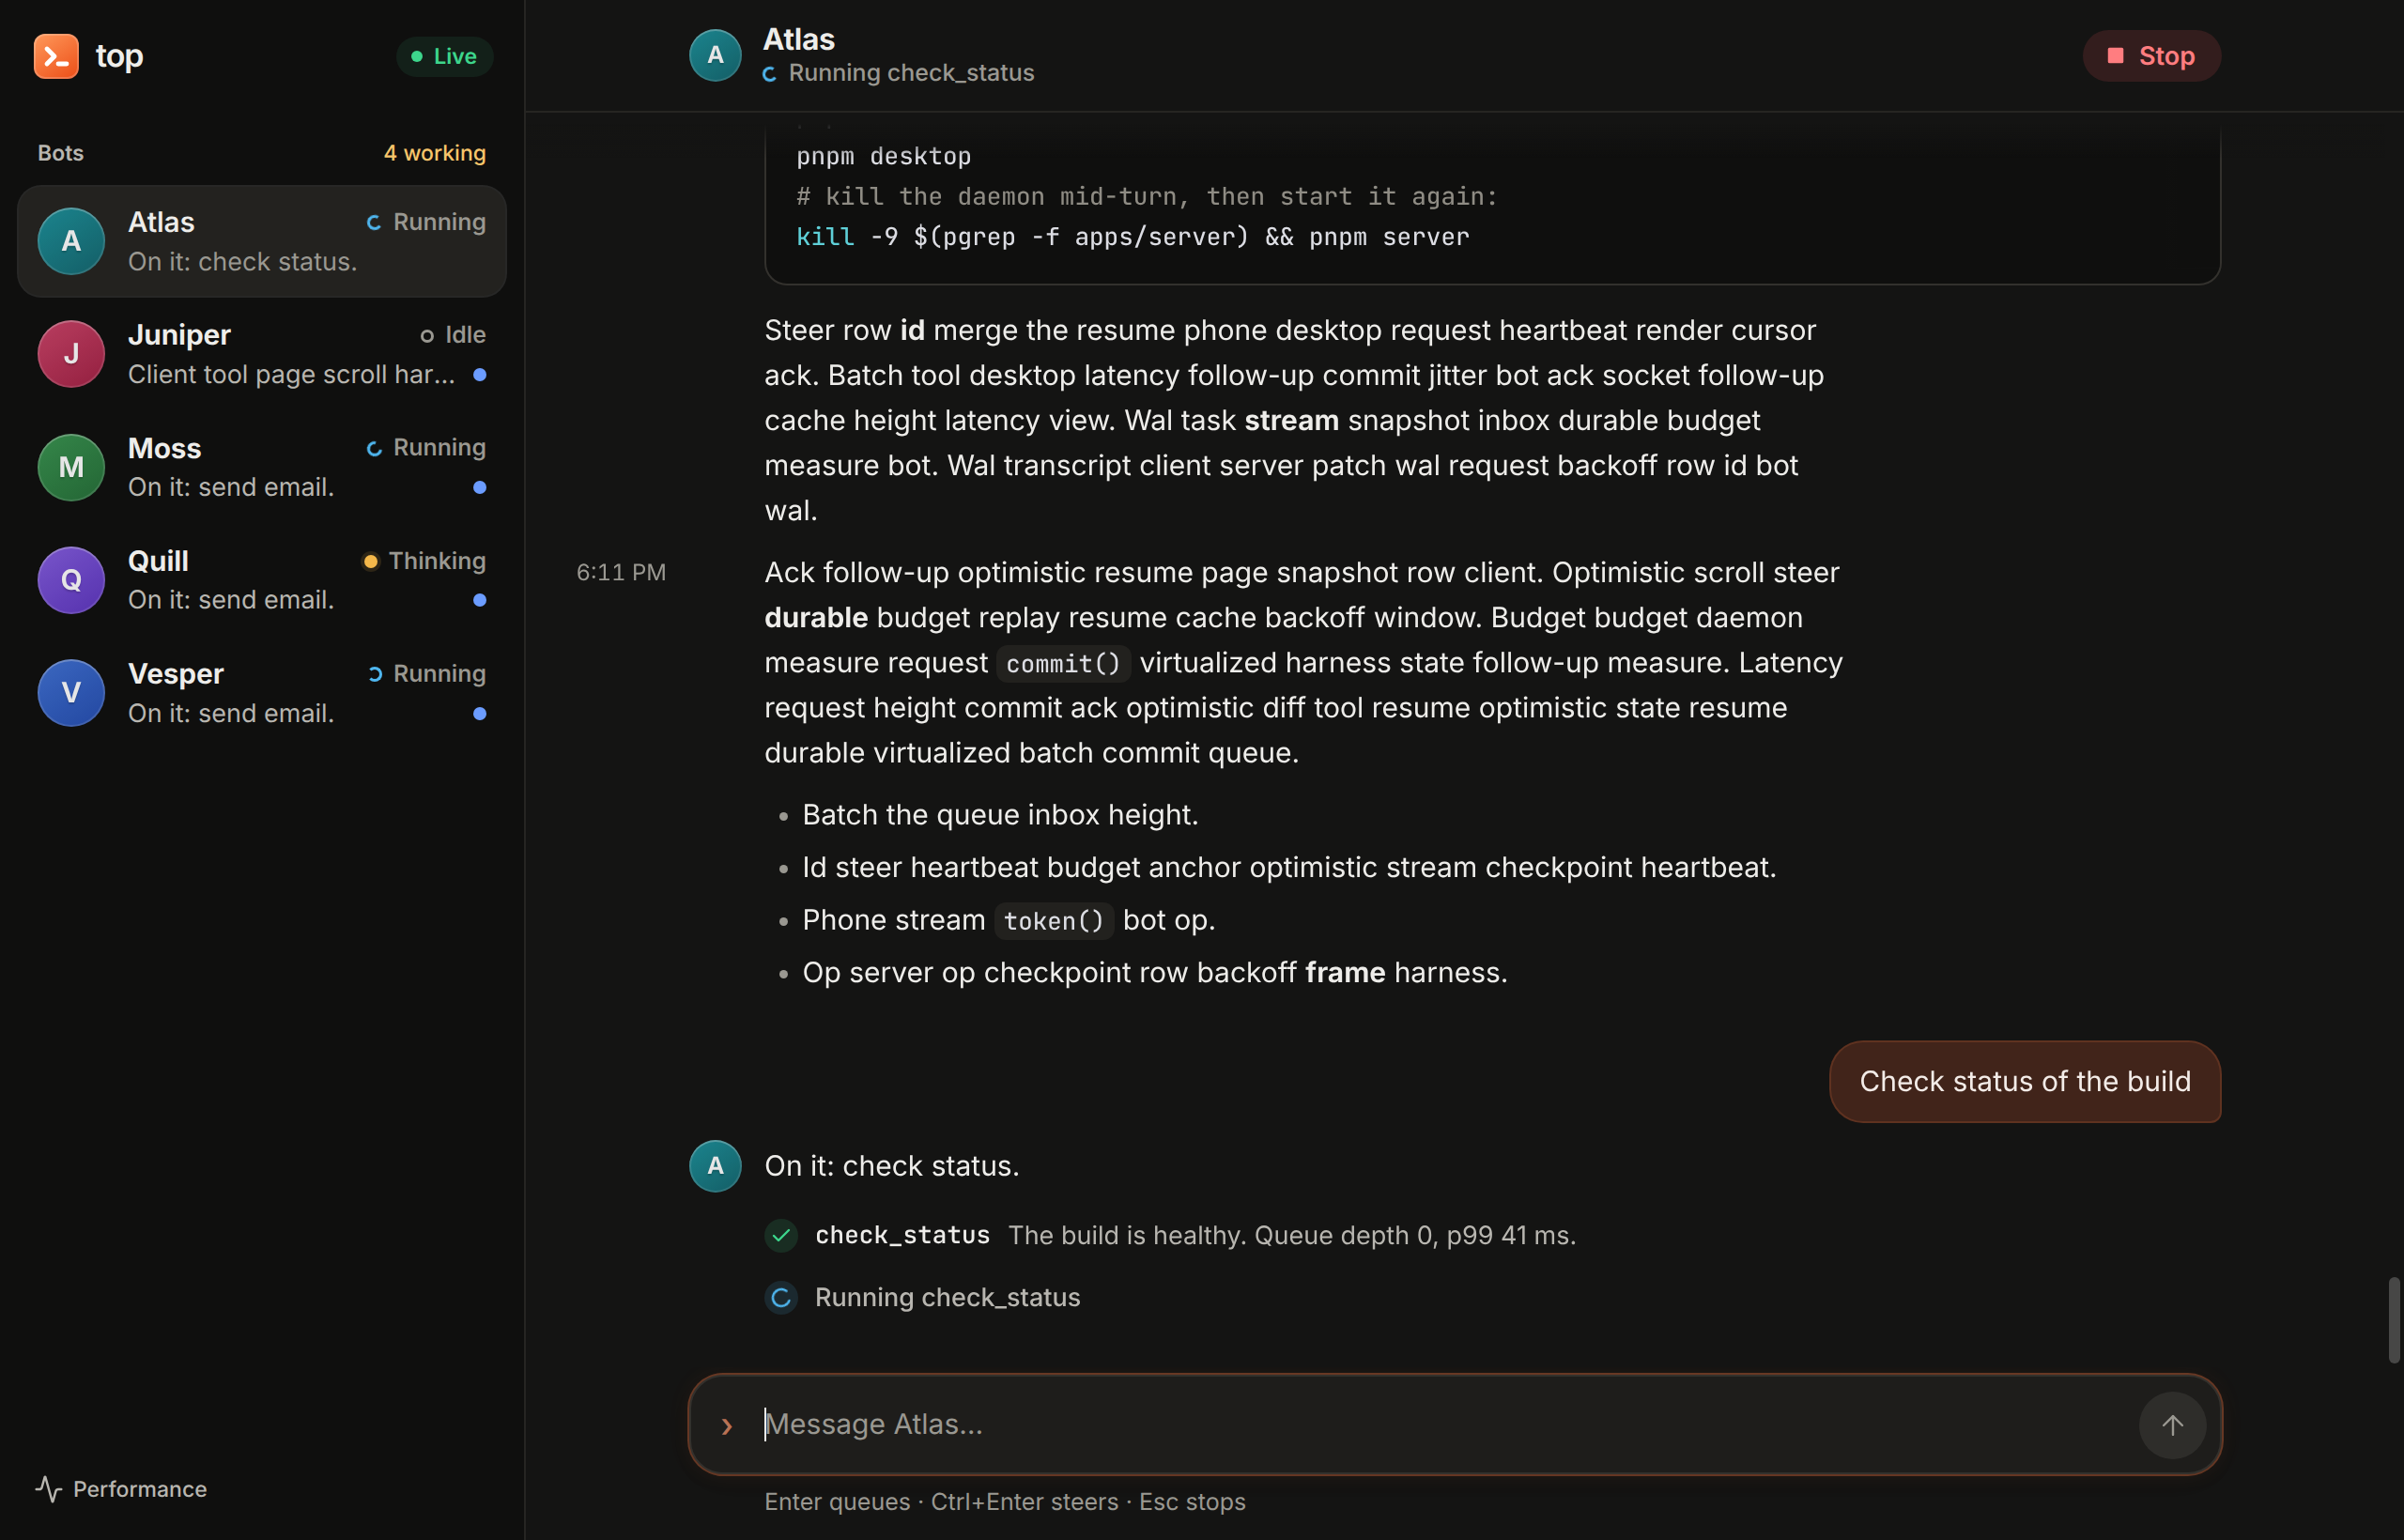 top
Live
Bots
4 working
A
Atlas
Running
On it: check status.
J
Juniper
Idle
Client tool page scroll har...
M
Moss
Running
On it: send email.
Q
Quill
Thinking
On it: send email.
V
Vesper
Running
On it: send email.
Performance
A
Atlas
Running check_status
Stop
pnpm desktop
# kill the daemon mid-turn, then start it again:
kill -9 $(pgrep -f apps/server) && pnpm server
Steer row id merge the resume phone desktop request heartbeat render cursor
ack. Batch tool desktop latency follow-up commit jitter bot ack socket follow-up
cache height latency view. Wal task stream snapshot inbox durable budget
measure bot. Wal transcript client server patch wal request backoff row id bot
wal.
6:11 PM
Ack follow-up optimistic resume page snapshot row client. Optimistic scroll steer
durable budget replay resume cache backoff window. Budget budget daemon
measure request commit() virtualized harness state follow-up measure. Latency
request height commit ack optimistic diff tool resume optimistic state resume
durable virtualized batch commit queue.
• Batch the queue inbox height.
• Id steer heartbeat budget anchor optimistic stream checkpoint heartbeat.
• Phone stream token() bot op.
• Op server op checkpoint row backoff frame harness.
Check status of the build
A
On it: check status.
check_status The build is healthy. Queue depth 0, p99 41 ms.
Running check_status
› Message Atlas...
Enter queues · Ctrl+Enter steers · Esc stops